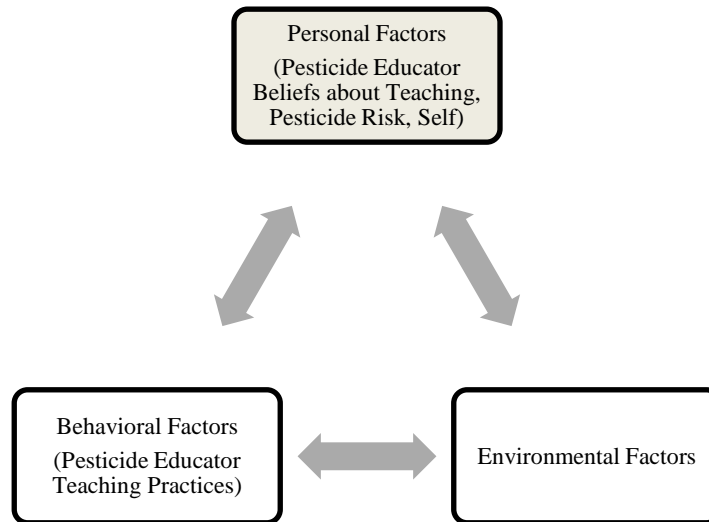 Personal Factors
(Pesticide Educator
Beliefs about Teaching,
Pesticide Risk, Self)
Behavioral Factors
(Pesticide Educator
Teaching Practices)
Environmental Factors